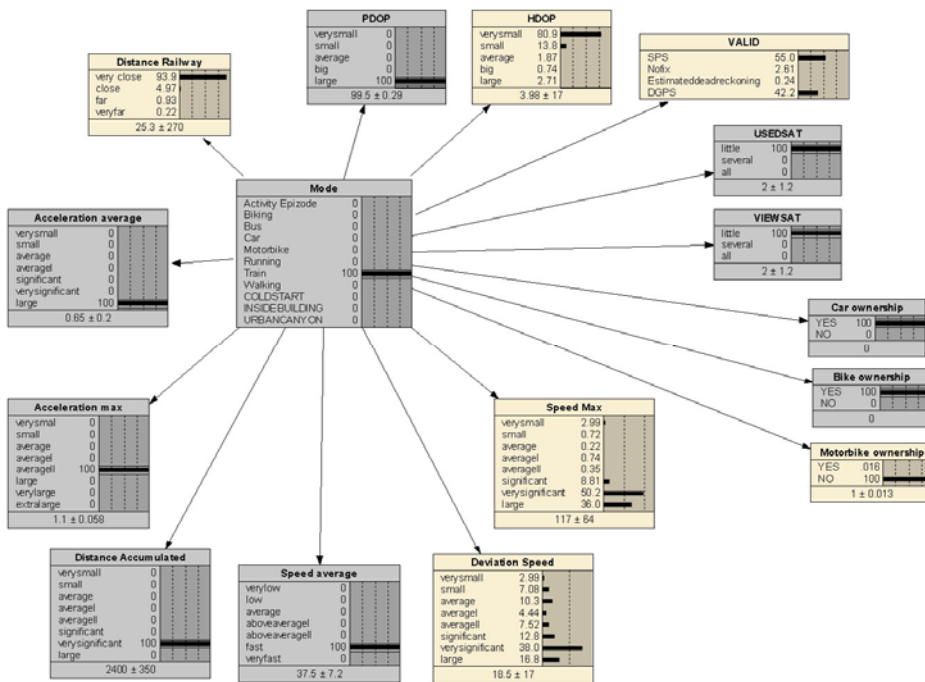 PDOP
verysmall 0
small 0
average 0
big 0
large 100
99.5 ± 0.29
HDOP
verysmall 80.9
small 13.8
average 1.87
big 0.74
large 2.71
3.98 ± 17
VALID
SPS 55.0
Nofix 2.61
Estimateddeadreckoning 0.24
DGPS 42.2
Distance Railway
very close 93.9
close 4.97
far 0.93
veryfar 0.22
25.3 ± 270
USEDSAT
little 100
several 0
all 0
2 ± 1.2
Mode
Activity Epizode 0
Biking 0
Bus 0
Car 0
Motorbike 0
Running 0
Train 100
Walking 0
COLDSTART 0
INSIDEBUILDING 0
URBANCANYON 0
VIEWSAT
little 100
several 0
all 0
2 ± 1.2
Acceleration average
verysmall 0
small 0
average 0
averageI 0
significant 0
verysignificant 0
large 100
0.65 ± 0.2
Car ownership
YES 100
NO 0
0
Bike ownership
YES 100
NO 0
0
Motorbike ownership
YES .016
NO 100
1 ± 0.013
Acceleration max
verysmal 0
small 0
average 0
averageI 0
averageII 100
large 0
verylarge 0
extralarge 0
1.1 ± 0.058
Speed Max
verysmall 2.99
small 0.72
average 0.22
averageI 0.74
averageII 0.35
significant 8.81
verysignificant 50.2
large 36.0
117 ± 64
Distance Accumulated
verysmall 0
small 0
average 0
averageI 0
averageII 0
significant 0
verysignificant 100
large 0
2400 ± 350
Speed average
verylow 0
low 0
average 0
aboveaverageI 0
aboveaverageII 0
fast 100
veryfast 0
37.5 ± 7.2
Deviation Speed
verysmall 2.99
small 7.08
average 10.3
averageI 4.44
averageII 7.52
significant 12.8
verysignificant 38.0
large 16.8
18.5 ± 17